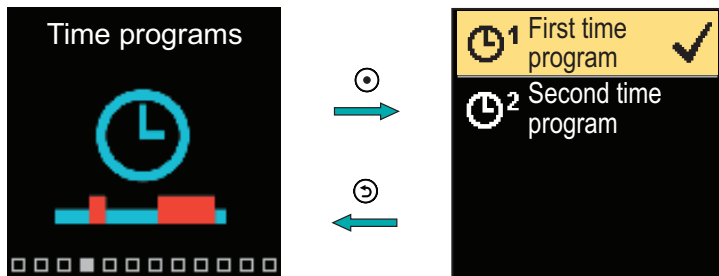 Time programs
1 First time
program
2 Second time
program